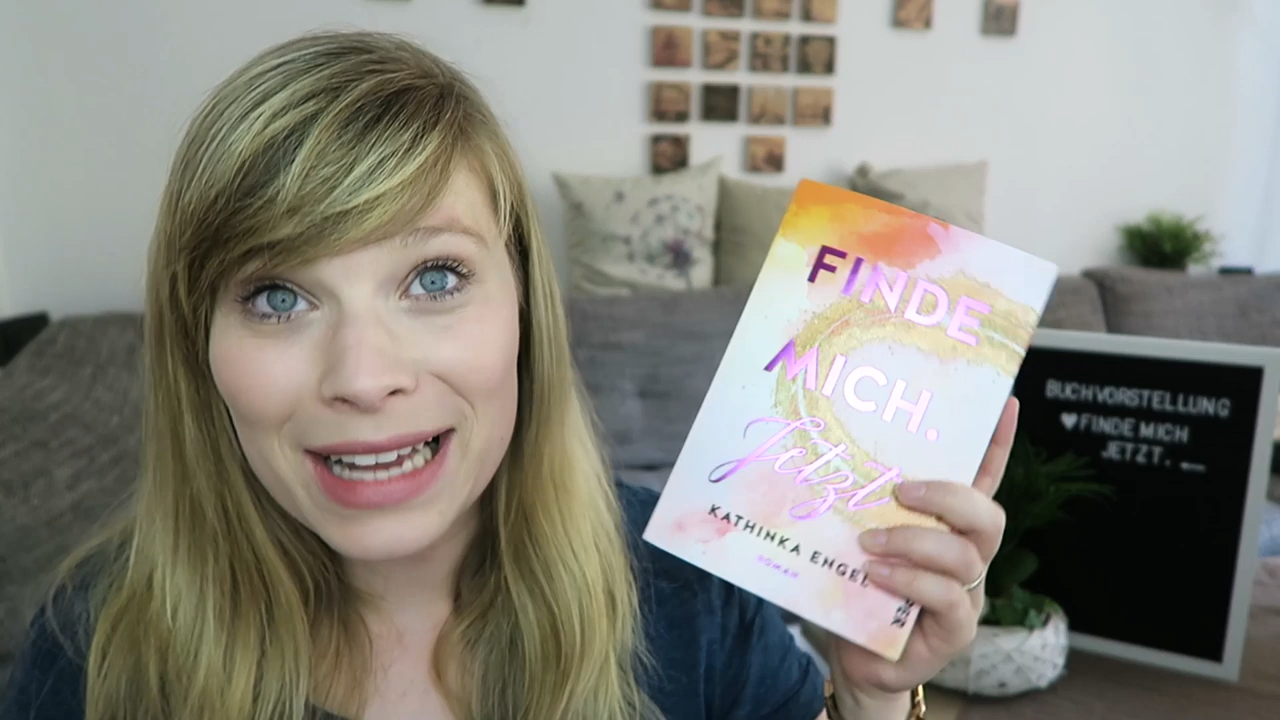 FINDE
MICH.
Jetzt
KATHINKA ENGEL
ROMAN
BUCHVORSTELLUNG
♥FINDE MICH
JETZT.